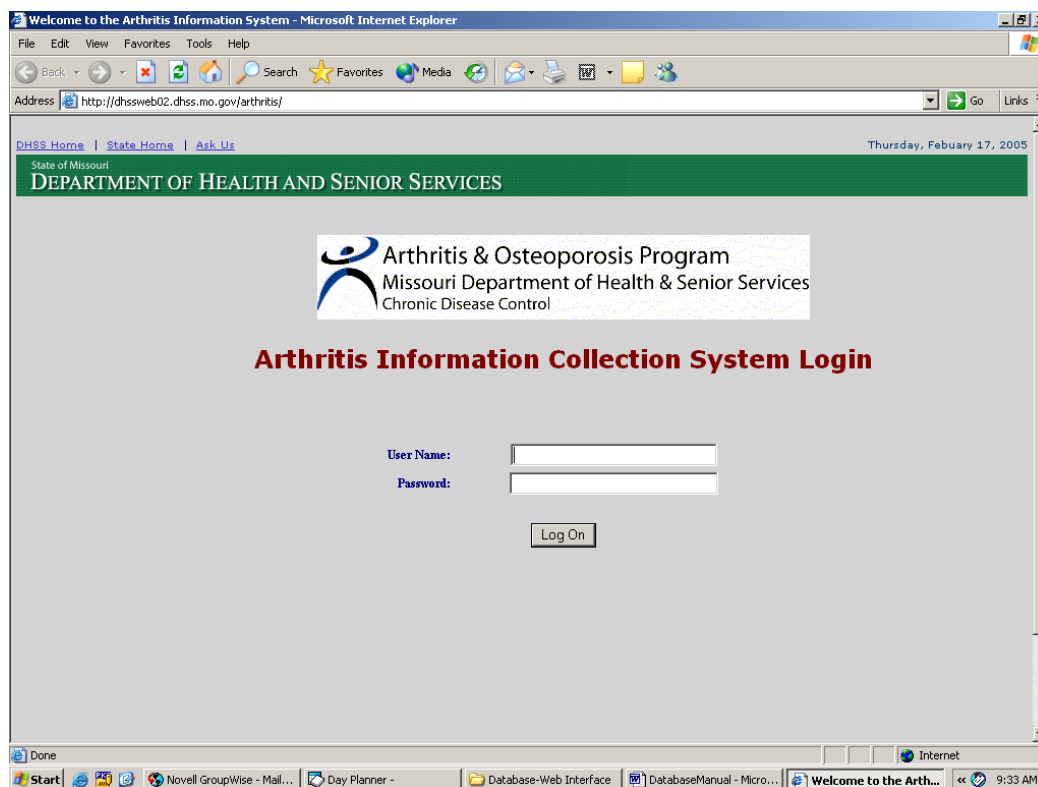 Welcome to the Arthritis Information System - Microsoft Internet Explorer
File Edit View Favorites Tools Help
Back Search Favorites Media
Address http://dhssweb02.dhss.mo.gov/arthritis/ Go Links
DHSS Home | State Home | Ask Us Thursday, Febuary 17, 2005
State of Missouri
DEPARTMENT OF HEALTH AND SENIOR SERVICES
Arthritis & Osteoporosis Program
Missouri Department of Health & Senior Services
Chronic Disease Control
Arthritis Information Collection System Login
User Name:
Password:
Log On
Done Internet
Start Novell GroupWise - Mail... Day Planner - Database-Web Interface DatabaseManual - Micro... Welcome to the Arth... « 9:33 AM